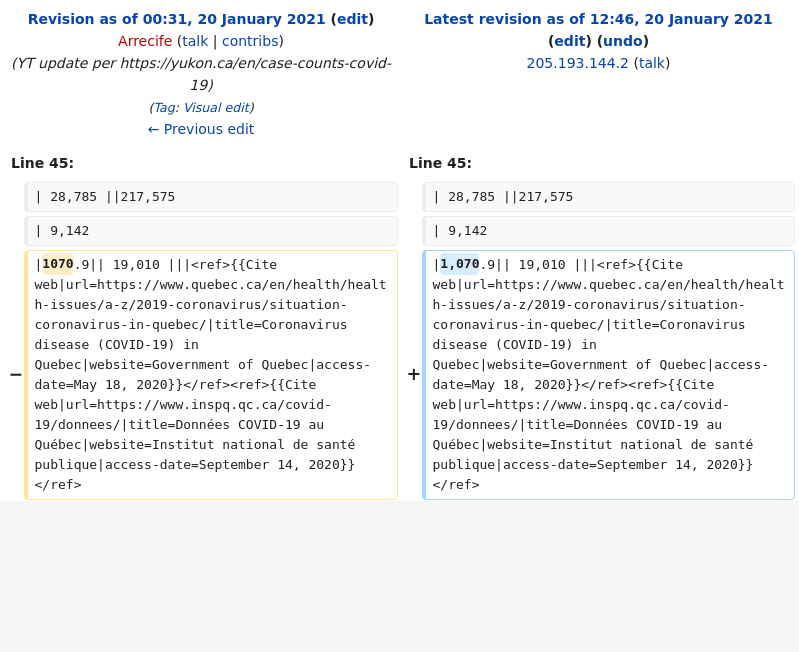 Revision as of 00:31, 20 January 2021 (edit)
Arrecife (talk | contribs)
(YT update per https://yukon.ca/en/case-counts-covid-
19)
(Tag: Visual edit)
← Previous edit
Latest revision as of 12:46, 20 January 2021
(edit) (undo)
205.193.144.2 (talk)
Line 45:
Line 45:
| 28,785 ||217,575
| 28,785 ||217,575
| 9,142
| 9,142
−
|1070.9|| 19,010 |||<ref>{{Cite
web|url=https://www.quebec.ca/en/health/healt
h-issues/a-z/2019-coronavirus/situation-
coronavirus-in-quebec/|title=Coronavirus
disease (COVID-19) in
Quebec|website=Government of Quebec|access-
date=May 18, 2020}}</ref><ref>{{Cite
web|url=https://www.inspq.qc.ca/covid-
19/donnees/|title=Données COVID-19 au
Québec|website=Institut national de santé
publique|access-date=September 14, 2020}}
</ref>
+
|1,070.9|| 19,010 |||<ref>{{Cite
web|url=https://www.quebec.ca/en/health/healt
h-issues/a-z/2019-coronavirus/situation-
coronavirus-in-quebec/|title=Coronavirus
disease (COVID-19) in
Quebec|website=Government of Quebec|access-
date=May 18, 2020}}</ref><ref>{{Cite
web|url=https://www.inspq.qc.ca/covid-
19/donnees/|title=Données COVID-19 au
Québec|website=Institut national de santé
publique|access-date=September 14, 2020}}
</ref>